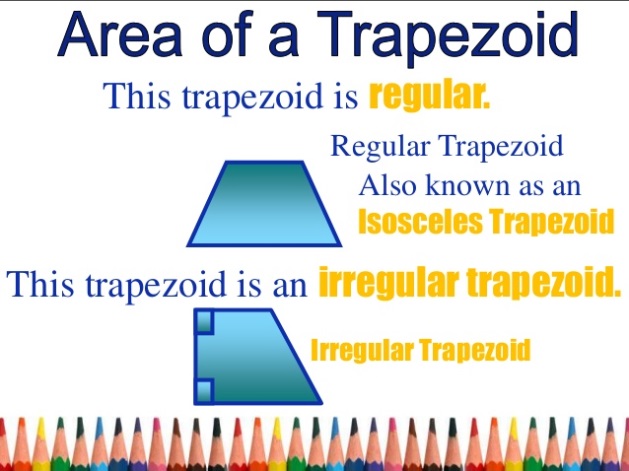 Area of a Trapezoid
This trapezoid is regular.
Regular Trapezoid
Also known as an
Isosceles Trapezoid
This trapezoid is an irregular trapezoid.
Irregular Trapezoid